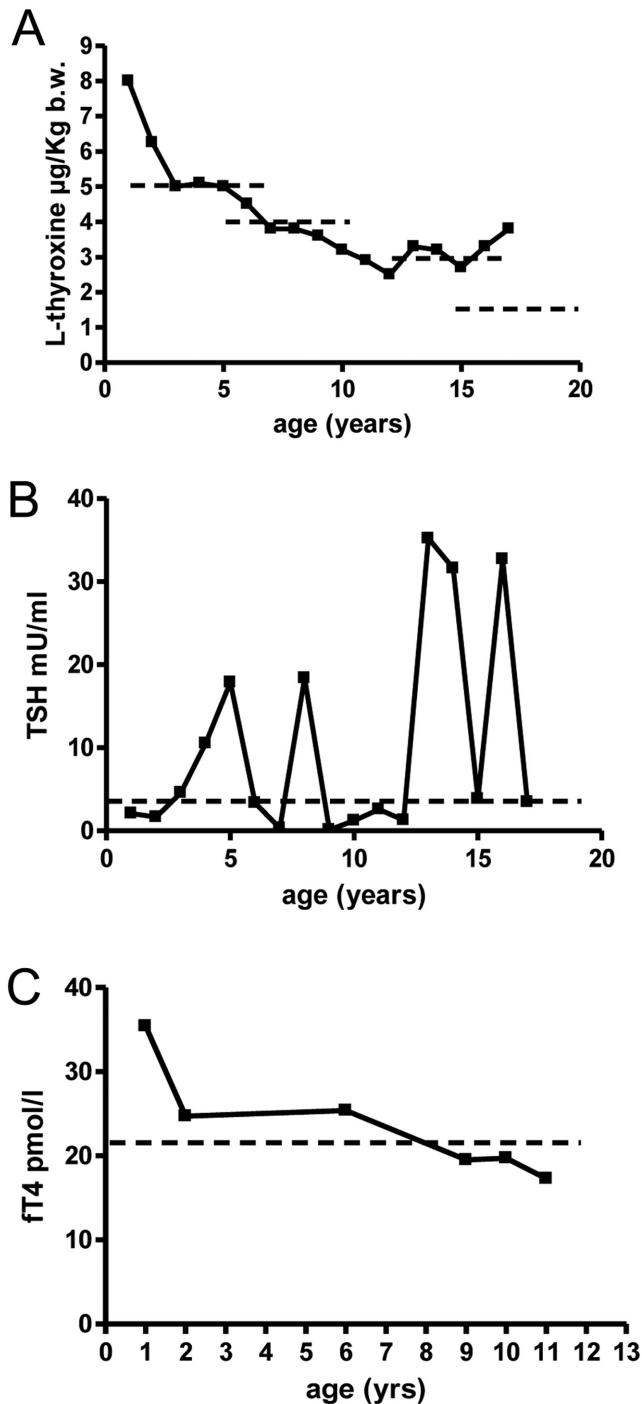 A
L-thyroxine µg/Kg b.w.
9
8
7
6
5
4
3
2
1
0
0 5 10 15 20
age (years)
B
TSH mU/ml
40
30
20
10
0
0 5 10 15 20
age (years)
C
fT4 pmol/l
40
30
20
10
0
0 1 2 3 4 5 6 7 8 9 10 11 12 13
age (yrs)